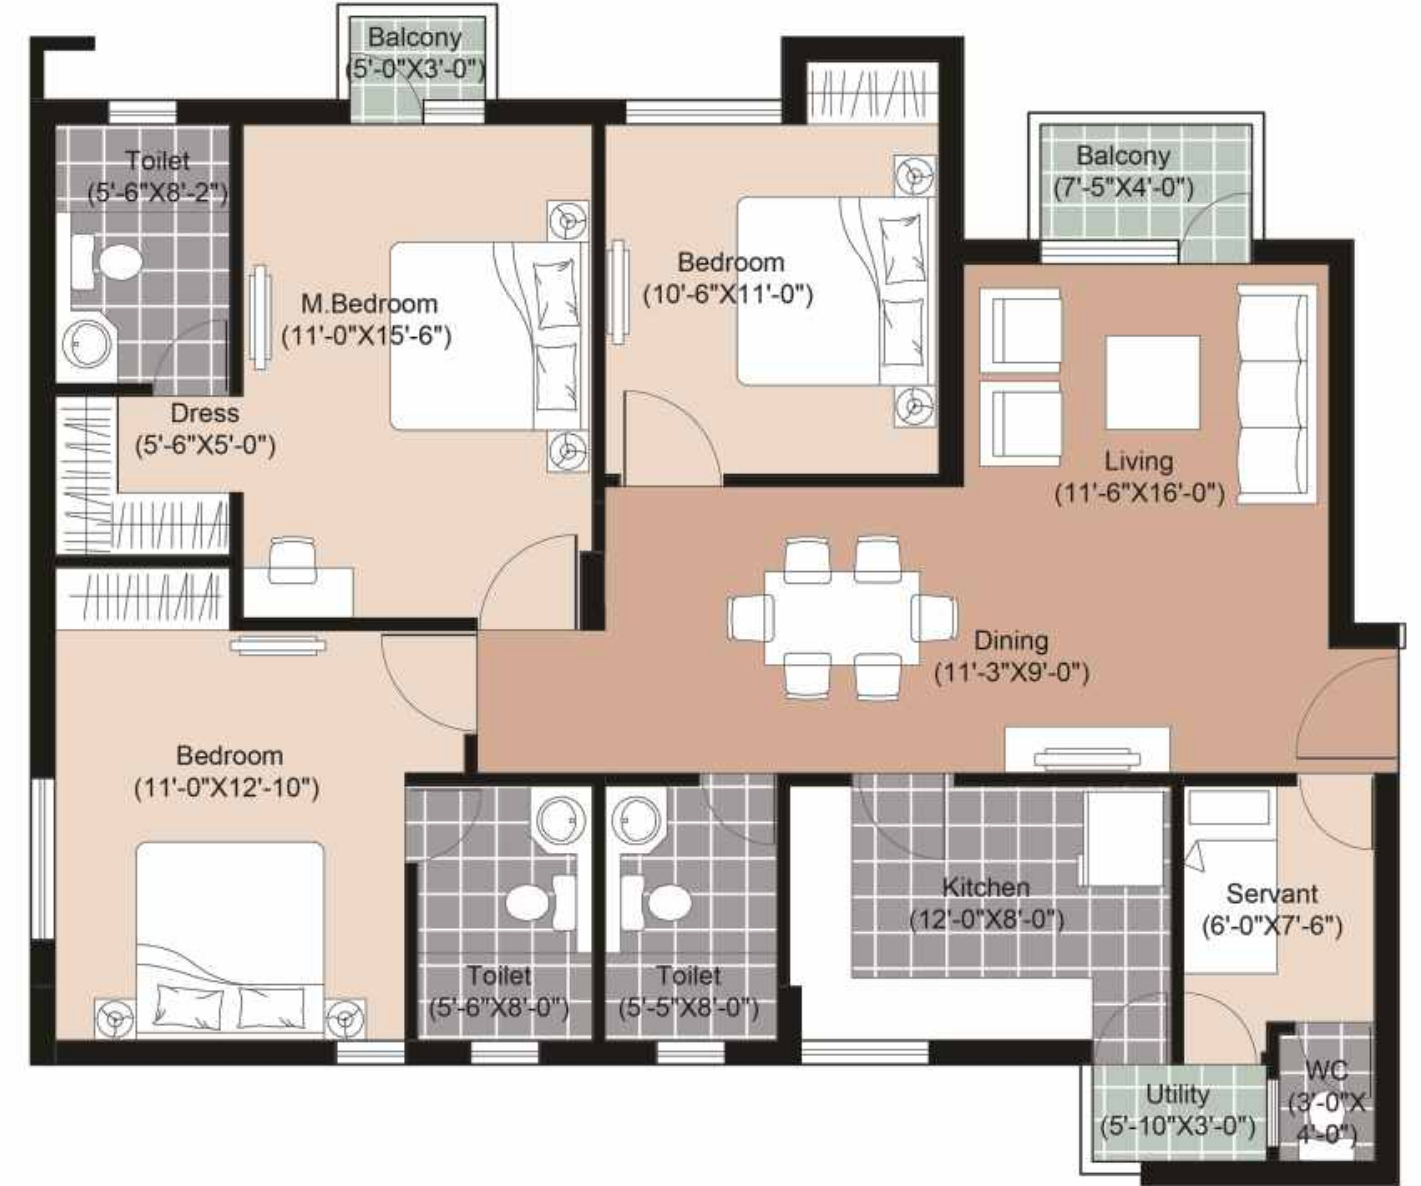 Balcony
(5'-0"X3'-0")
Toilet
(5'-6"X8'-2")
Balcony
(7'-5"X4'-0")
M.Bedroom
(11'-0"X15'-6")
Bedroom
(10'-6"X11'-0")
Dress
(5'-6"X5'-0")
Living
(11'-6"X16'-0")
Dining
(11'-3"X9'-0")
Bedroom
(11'-0"X12'-10")
Kitchen
(12'-0"X8'-0")
Servant
(6'-0"X7'-6")
Toilet
(5'-6"X8'-0")
Toilet
(5'-5"X8'-0")
Utility
(5'-10"X3'-0")
WC
(3'-0"X
4'-0")